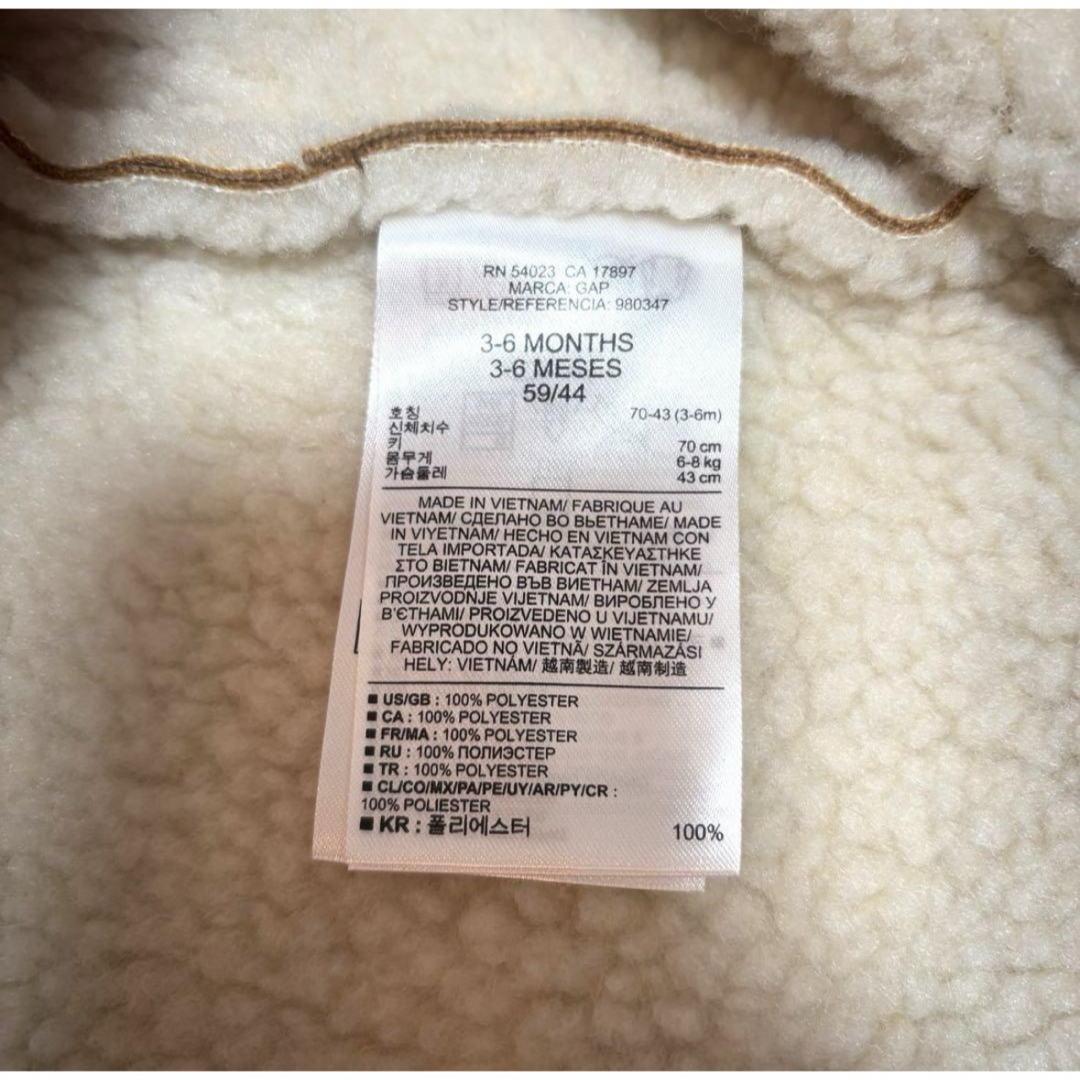 RN 54023 CA 17897
MARCA: GAP
STYLE/REFERENCIA: 980347
3-6 MONTHS
3-6 MESES
59/44
호칭 70-43 (3-6m)
신체치수
키 70 cm
몸무게 6-8 kg
가슴둘레 43 cm
MADE IN VIETNAM/ FABRIQUE AU
VIETNAM/ СДЕЛАНО ВО ВЬЕТНАМЕ/ MADE
IN VIYETNAM/ HECHO EN VIETNAM CON
TELA IMPORTADA/ ΚΑΤΑΣΚΕΥΑΣΤΗΚΕ
ΣΤΟ ΒΙΕΤΝΑΜ/ FABRICAT ÎN VIETNAM/
ПРОИЗВЕДЕНО ВЪВ ВИЕТНАМ/ ZEMLJA
PROIZVODNJE VIJETNAM/ ВИРОБЛЕНО У
В'ЄТНАМІ/ PROIZVEDENO U VIJETNAMU/
WYPRODUKOWANO W WIETNAMIE/
FABRICADO NO VIETNÃ/ SZÁRMAZÁSI
HELY: VIETNÁM/ 越南製造/ 越南制造
■ US/GB : 100% POLYESTER
■ CA : 100% POLYESTER
■ FR/MA : 100% POLYESTER
■ RU : 100% ПОЛИЭСТЕР
■ TR : 100% POLYESTER
■ CL/CO/MX/PA/PE/UY/AR/PY/CR :
100% POLIESTER
■ KR : 폴리에스터 100%